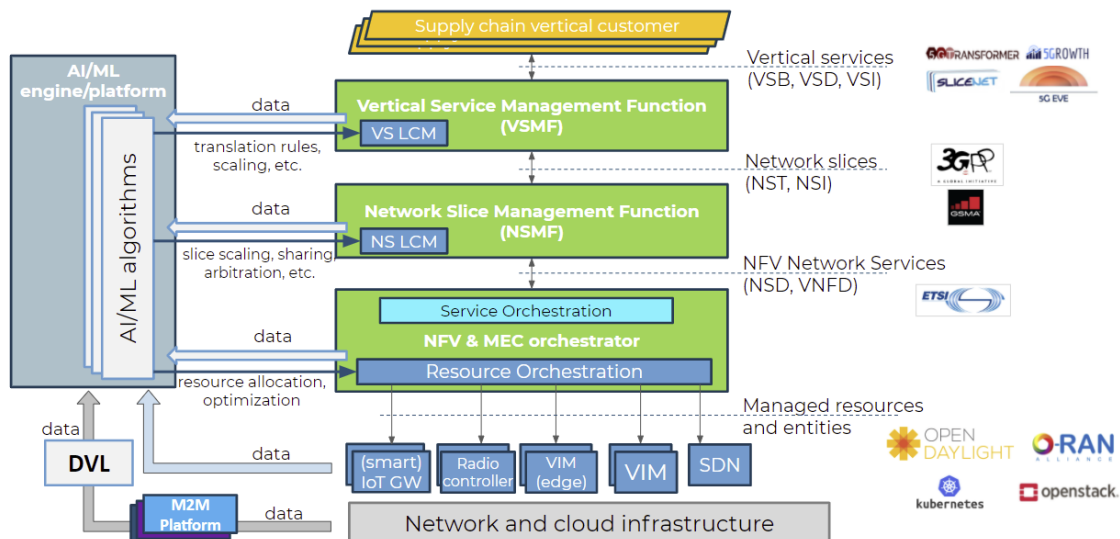 Supply chain vertical customer
AI/ML
engine/platform
AI/ML algorithms
data
translation rules,
scaling, etc.
Vertical Service Management Function
(VSMF)
VS LCM
Vertical services
(VSB, VSD, VSI)
5G TRANSFORMER
5GROWTH
SLICENET
5G EVE
data
slice scaling, sharing,
arbitration, etc.
Network Slice Management Function
(NSMF)
NS LCM
Network slices
(NST, NSI)
3GPP
A GLOBAL INITIATIVE
GSMA
NFV Network Services
(NSD, VNFD)
ETSI
data
resource allocation,
optimization
Service Orchestration
NFV & MEC orchestrator
Resource Orchestration
Managed resources
and entities
data
DVL
data
(smart)
IoT GW
Radio
controller
VIM
(edge)
VIM
SDN
OPEN
DAYLIGHT
O-RAN
ALLIANCE
kubernetes
openstack.
M2M
Platform
data
Network and cloud infrastructure